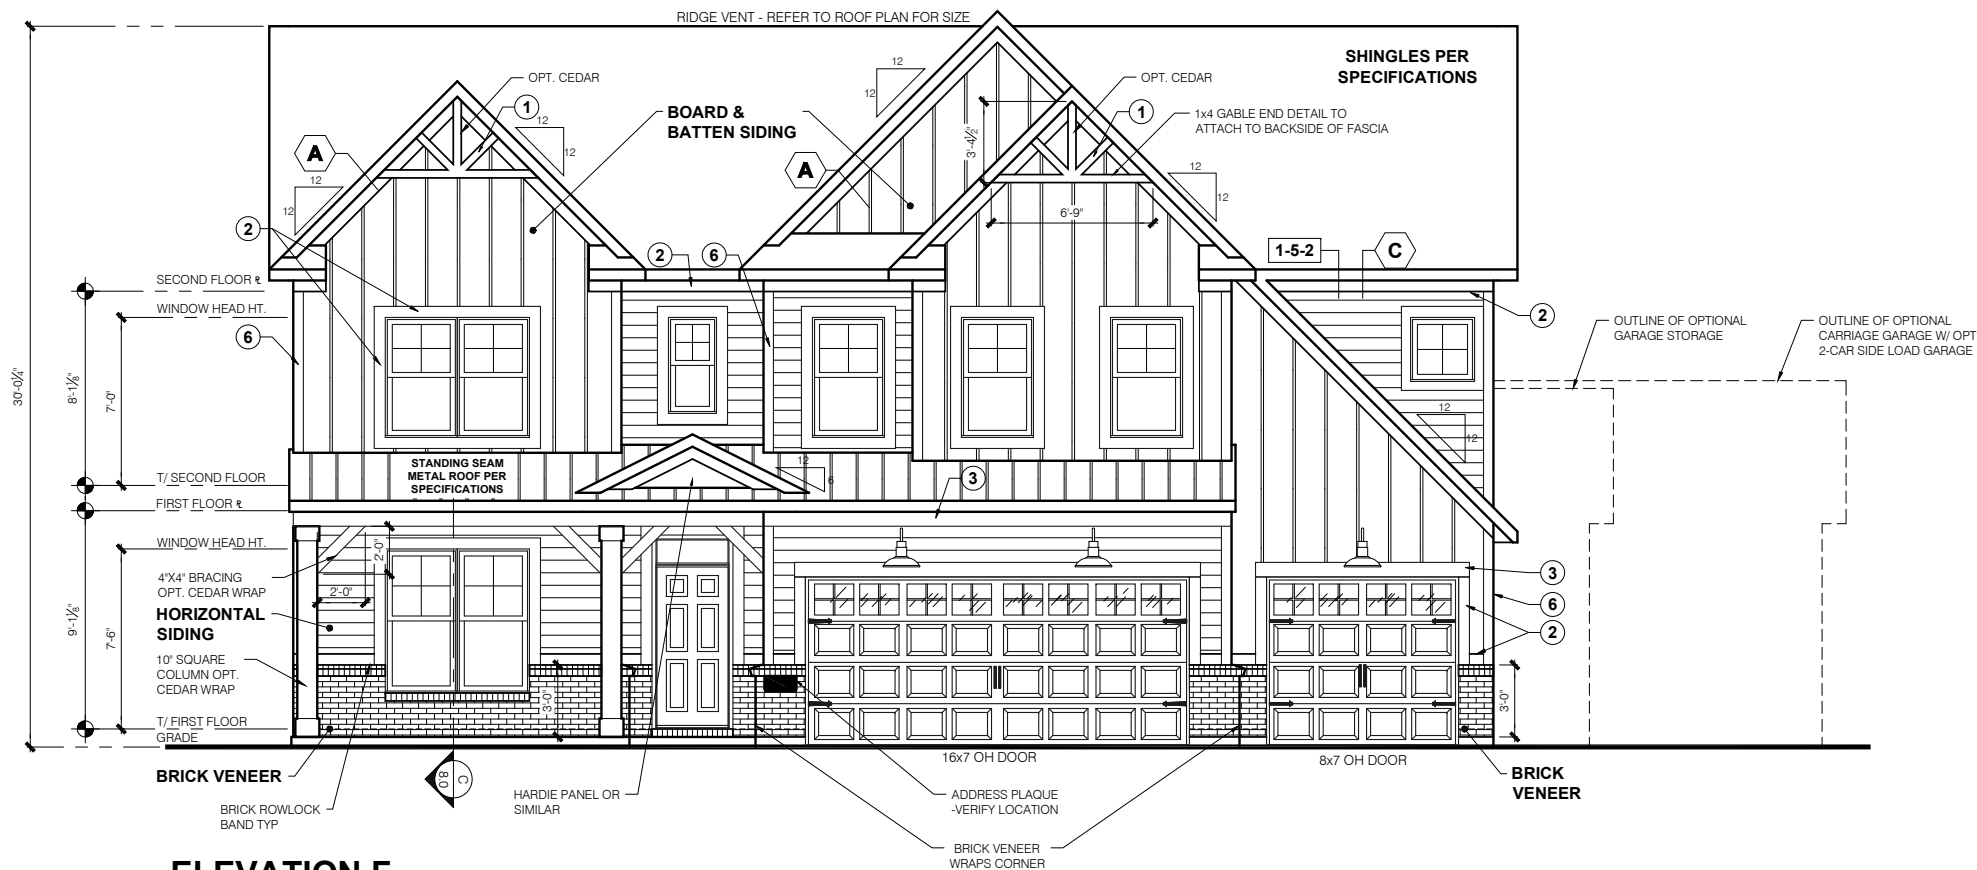 RIDGE VENT - REFER TO ROOF PLAN FOR SIZE
SHINGLES PER
SPECIFICATIONS
OPT. CEDAR
1
BOARD &
BATTEN SIDING
12
12
OPT. CEDAR
1
1x4 GABLE END DETAIL TO
ATTACH TO BACKSIDE OF FASCIA
3'-4½"
12
12
A
12
12
A
12
12
6'-9"
2
2
6
1-5-2
C
2
SECOND FLOOR ℄
WINDOW HEAD HT.
6
OUTLINE OF OPTIONAL
GARAGE STORAGE
OUTLINE OF OPTIONAL
CARRIAGE GARAGE W/ OPT
2-CAR SIDE LOAD GARAGE
30'-0¼"
8'-1⅛"
7'-0"
12
12
STANDING SEAM
METAL ROOF PER
SPECIFICATIONS
12
6
3
T/ SECOND FLOOR
FIRST FLOOR ℄
WINDOW HEAD HT.
2'-0"
4"X4" BRACING
OPT. CEDAR WRAP
2'-0"
HORIZONTAL
SIDING
9'-1⅛"
7'-6"
10" SQUARE
COLUMN OPT.
CEDAR WRAP
3'-0"
3
6
2
3'-0"
T/ FIRST FLOOR
GRADE
16x7 OH DOOR
8x7 OH DOOR
BRICK VENEER
C
8.0
BRICK
VENEER
BRICK ROWLOCK
BAND TYP
HARDIE PANEL OR
SIMILAR
ADDRESS PLAQUE
-VERIFY LOCATION
BRICK VENEER
WRAPS CORNER
ELEVATION F